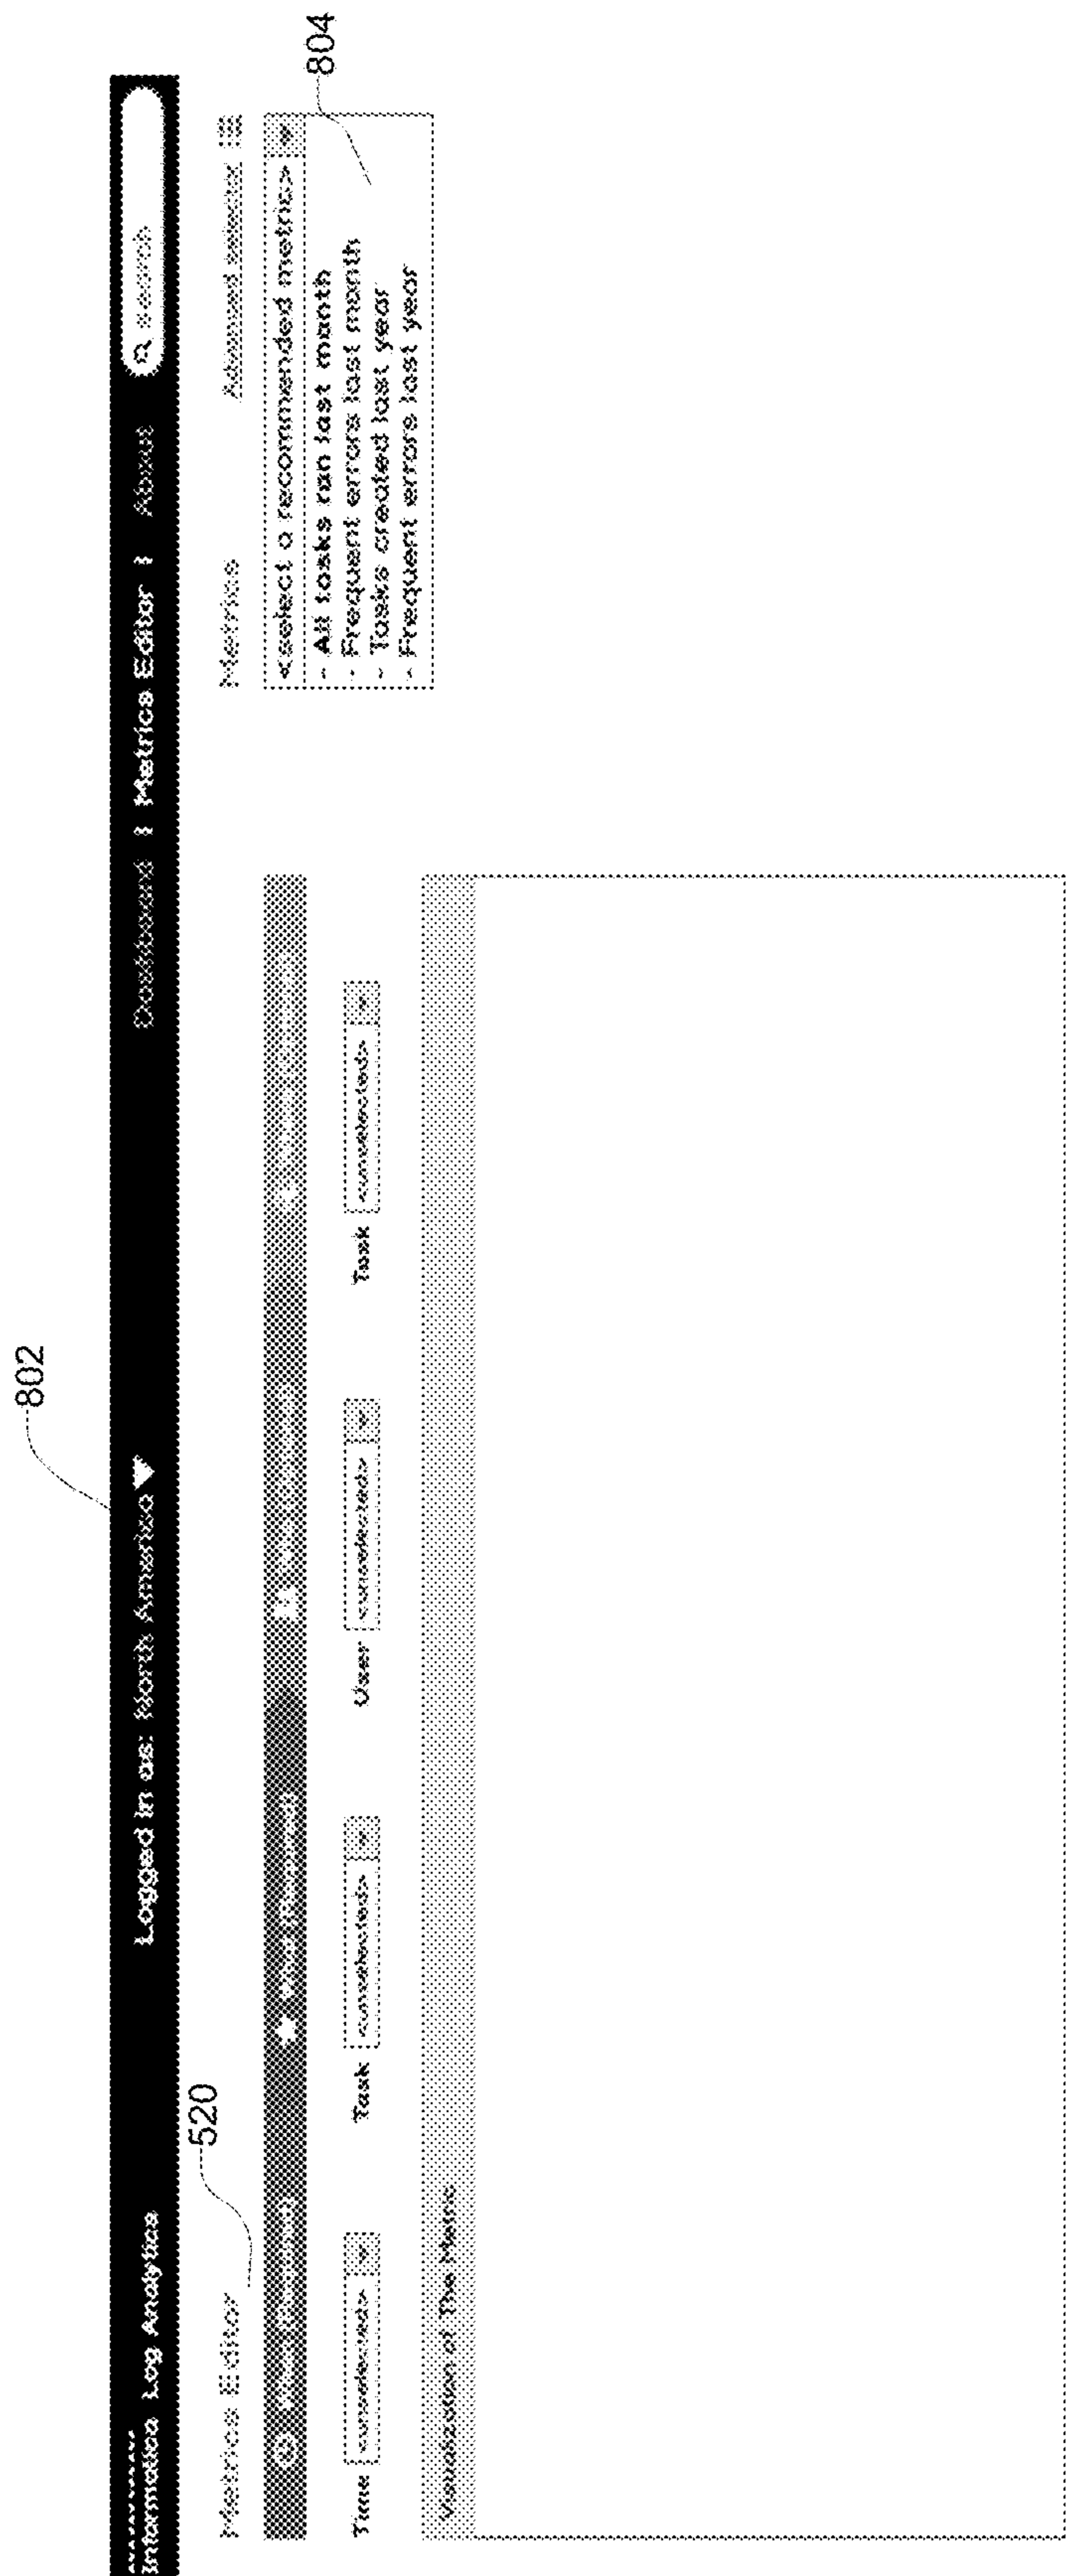 802
Informatica Log Analytics
Logged in as: North America
Dashboard | Metrics Editor | About
search
520
Metrics Editor
Metrics
Advanced selector
<select a recommended metric>
- All tasks ran last month
- Frequent errors last month
- Tasks created last year
- Frequent errors last year
804
Time <unselected>
Task <unselected>
User <unselected>
Task <unselected>
Visualization of The Metric